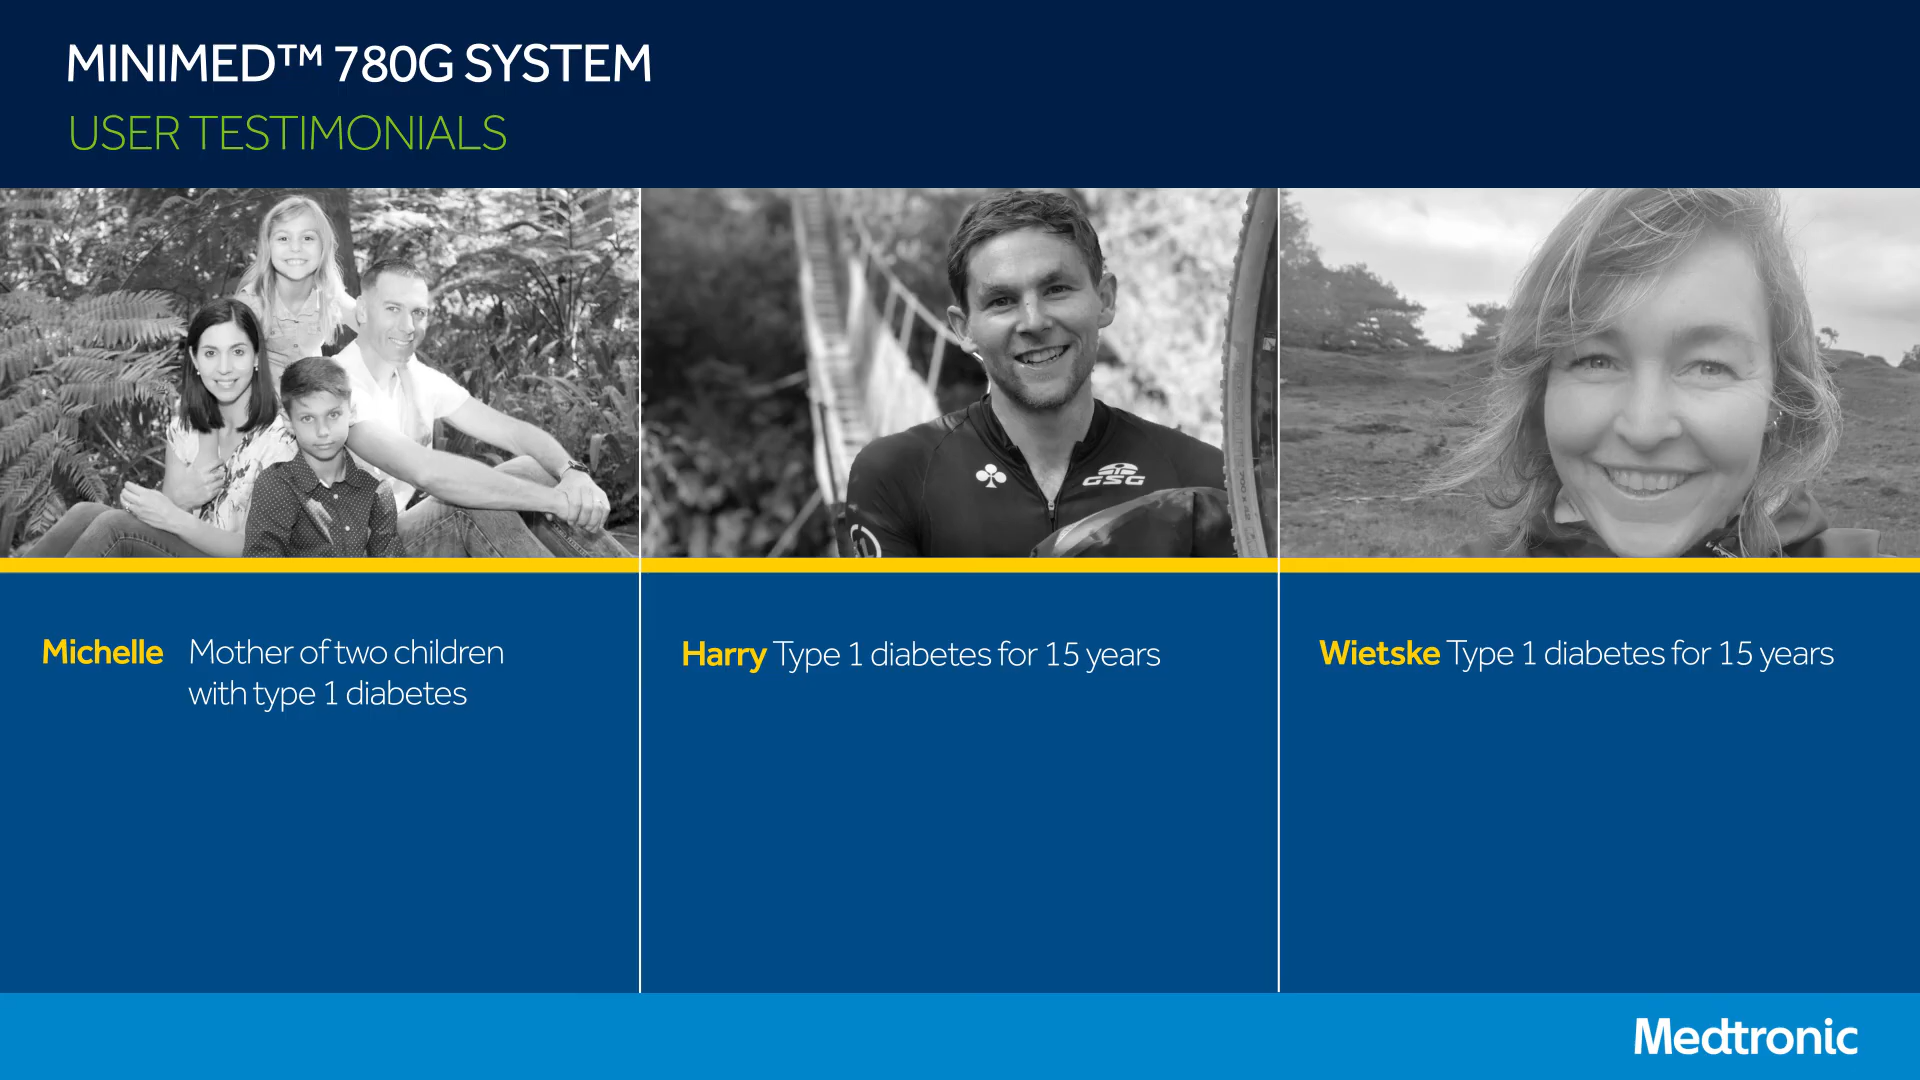 MINIMED™ 780G SYSTEM
USER TESTIMONIALS
GSG
Michelle Mother of two children
with type 1 diabetes
Harry Type 1 diabetes for 15 years
Wietske Type 1 diabetes for 15 years
Medtronic